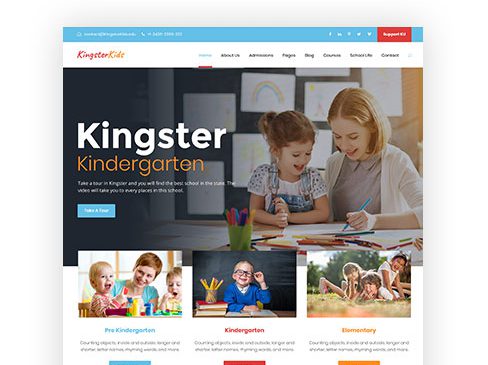 contact@KingsterKids.edu
KingsterKids
Home About Us Admissions Pages Blog Courses School Life Contact
Support KU
Kingster
Kindergarten
Take a tour in Kingster and you will find the best school in the state. The
video will take you to every places in this school.
Take A Tour
Pre Kindergarten Kindergarten Elementary
Counting objects, inside and outside, longer and
shorter, letter names, rhyming words, and more.
Counting objects, inside and outside, longer and
shorter, letter names, rhyming words, and more.
Counting objects, inside and outside, longer and
shorter, letter names, rhyming words, and more.